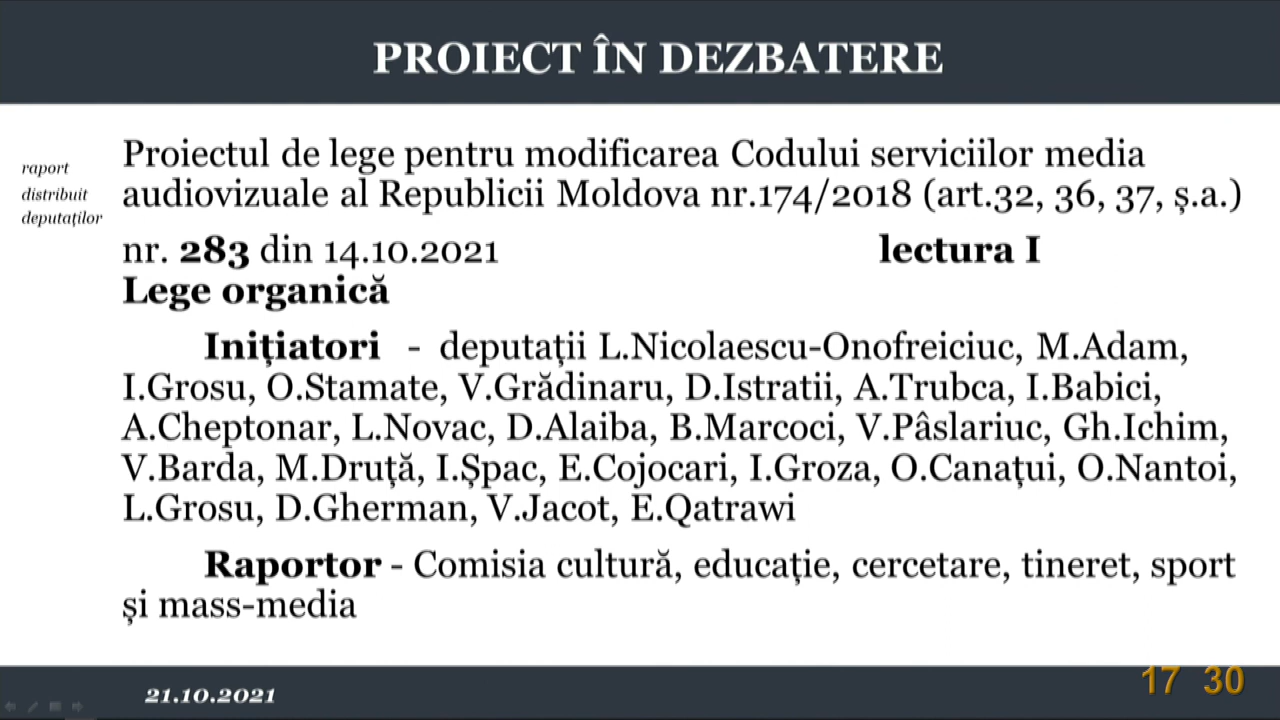 PROIECT ÎN DEZBATERE
raport
distribuit
deputaților
Proiectul de lege pentru modificarea Codului serviciilor media
audiovizuale al Republicii Moldova nr.174/2018 (art.32, 36, 37, ș.a.)
nr. 283 din 14.10.2021 lectura I
Lege organică
Inițiatori - deputații L.Nicolaescu-Onofreiciuc, M.Adam,
I.Grosu, O.Stamate, V.Grădinaru, D.Istratii, A.Trubca, I.Babici,
A.Cheptonar, L.Novac, D.Alaiba, B.Marcoci, V.Pâslariuc, Gh.Ichim,
V.Barda, M.Druță, I.Șpac, E.Cojocari, I.Groza, O.Canațui, O.Nantoi,
L.Grosu, D.Gherman, V.Jacot, E.Qatrawi
Raportor - Comisia cultură, educație, cercetare, tineret, sport
și mass-media
21.10.2021
17 30